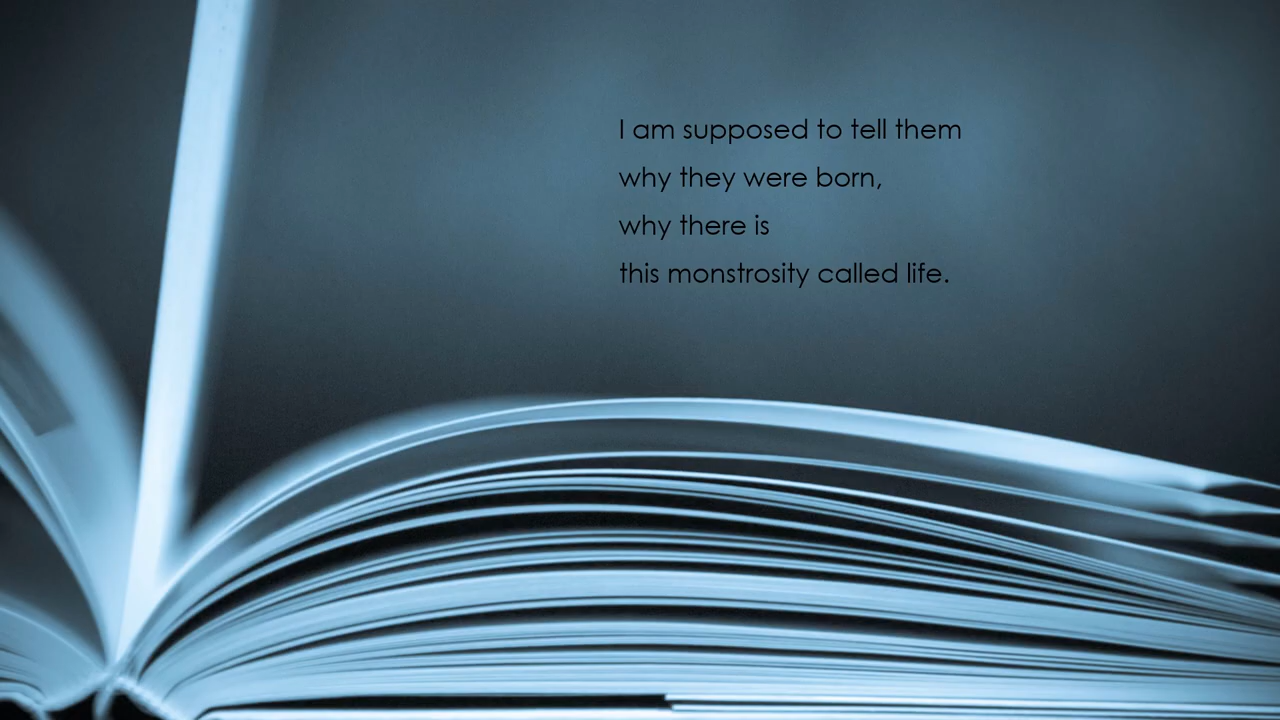 I am supposed to tell them
why they were born,
why there is
this monstrosity called life.